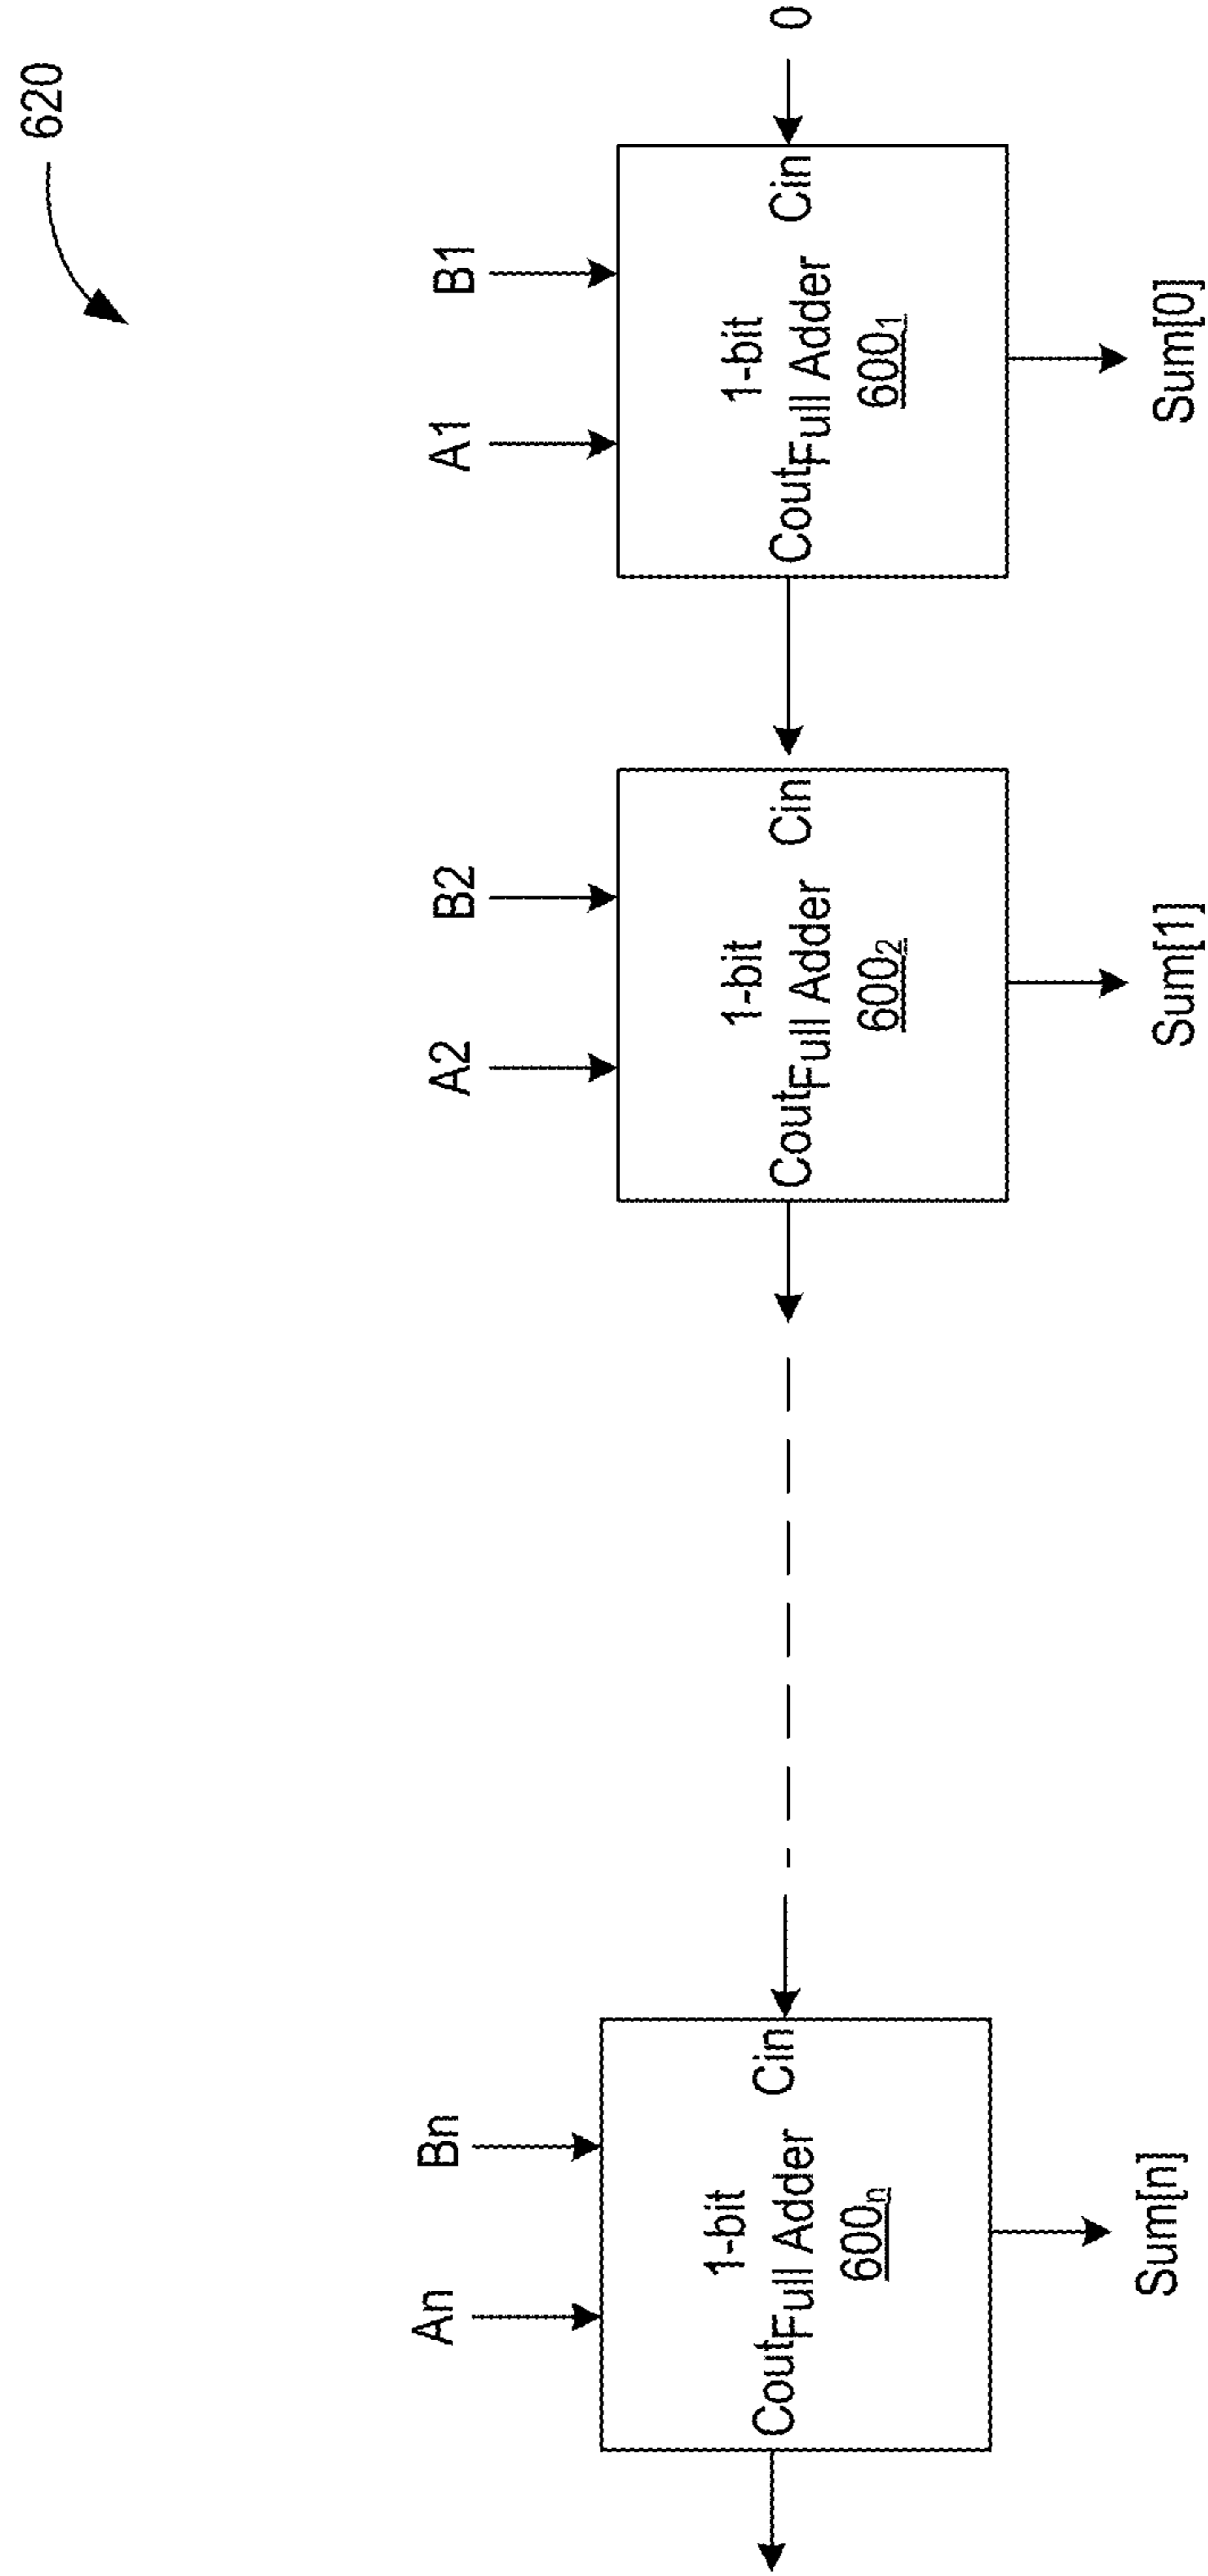 620
An
Bn
A2
B2
A1
B1
1-bit
Cout Full Adder Cin
600n
1-bit
Cout Full Adder Cin
6002
1-bit
Cout Full Adder Cin
6001
0
Sum[n]
Sum[1]
Sum[0]